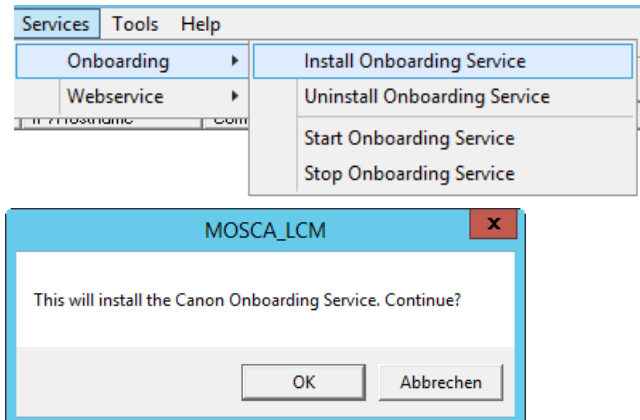 Services Tools Help
Onboarding
Install Onboarding Service
Webservice
Uninstall Onboarding Service
Start Onboarding Service
Stop Onboarding Service
MOSCA_LCM
x
This will install the Canon Onboarding Service. Continue?
OK Abbrechen